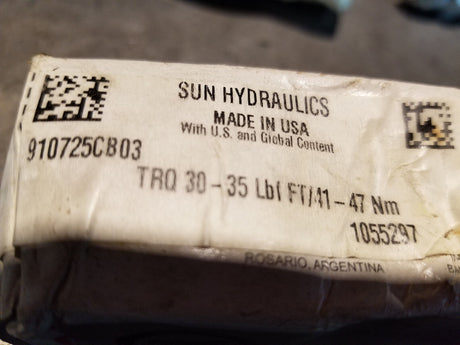 SUN HYDRAULICS
MADE IN USA
With U.S. and Global Content
910725CB03
TRQ 30-35 Lbf FT/41-47 Nm
1055297
ROSARIO, ARGENTINA